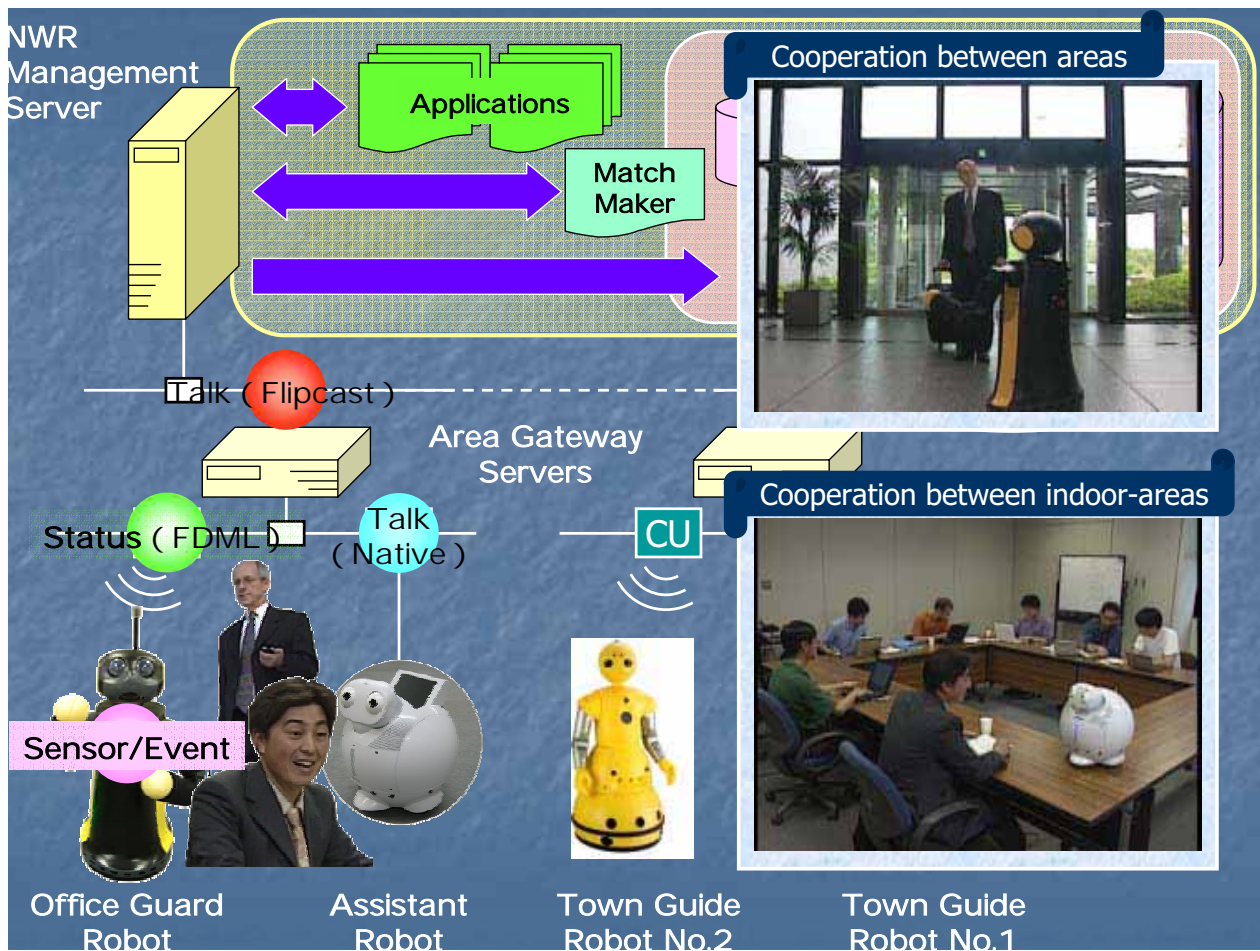 NWR
Management
Server
Applications
Match
Maker
Cooperation between areas
Talk ( Flipcast )
Area Gateway
Servers
Cooperation between indoor-areas
Status ( FDML )
Talk
( Native )
CU
Sensor/Event
Office Guard
Robot
Assistant
Robot
Town Guide
Robot No.2
Town Guide
Robot No.1